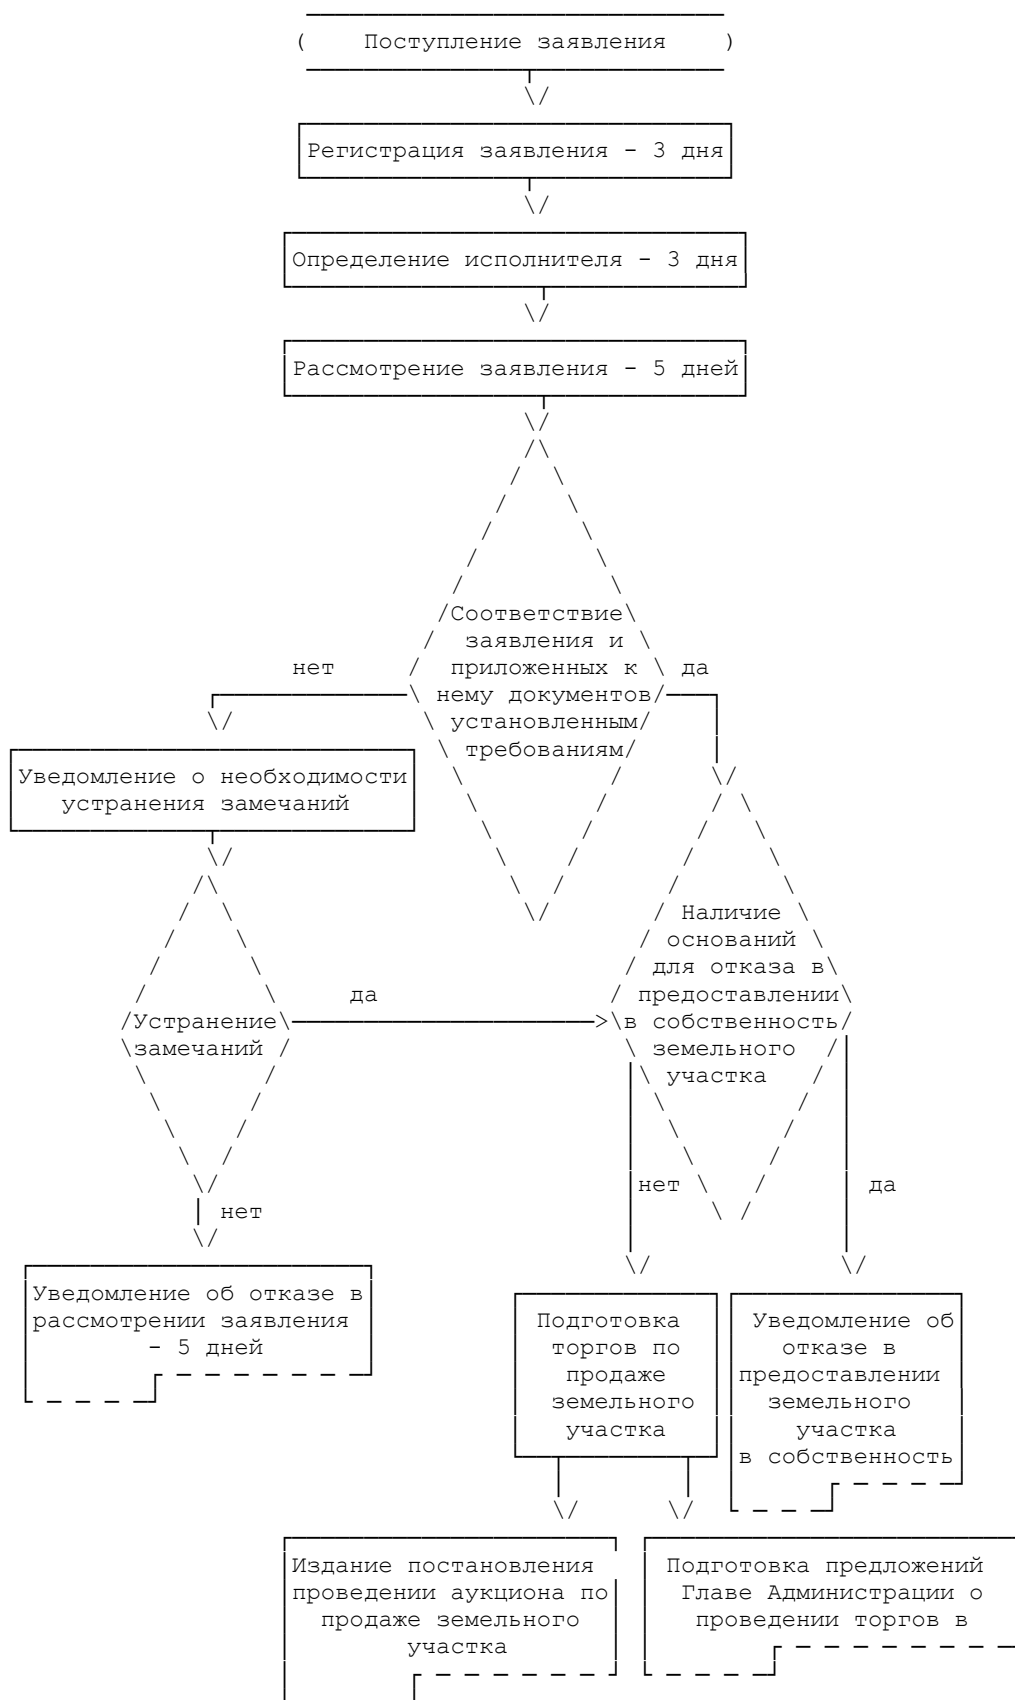 ( Поступление заявления )
Регистрация заявления - 3 дня
Определение исполнителя - 3 дня
Рассмотрение заявления - 5 дней
Соответствие
заявления и
приложенных к
нему документов
установленным
требованиям
нет
да
Уведомление о необходимости
устранения замечаний
Устранение
замечаний
да
нет
Наличие
оснований
для отказа в
предоставлении
в собственность
земельного
участка
нет
да
Уведомление об отказе в
рассмотрении заявления
- 5 дней
Подготовка
торгов по
продаже
земельного
участка
Уведомление об
отказе в
предоставлении
земельного
участка
в собственность
Издание постановления
проведении аукциона по
продаже земельного
участка
Подготовка предложений
Главе Администрации о
проведении торгов в